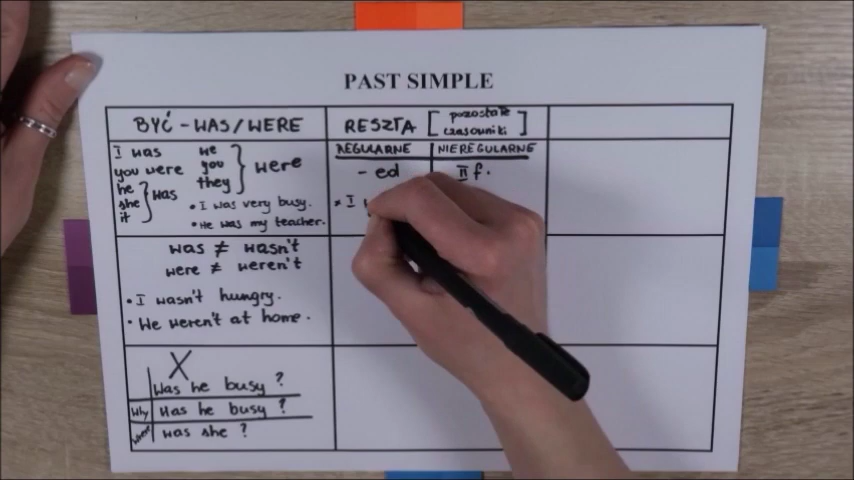 PAST SIMPLE
BYĆ - WAS/WERE
I was
you were
he
she
it
was
we
you
they
were
• I was very busy.
• He was my teacher.
RESZTA [pozostałe czasowniki]
REGULARNE
- ed
* I
NIEREGULARNE
II f.
was ≠ wasn't
were ≠ weren't
• I wasn't hungry.
• We weren't at home.
X
Was he busy ?
Why was he busy ?
Where was she ?